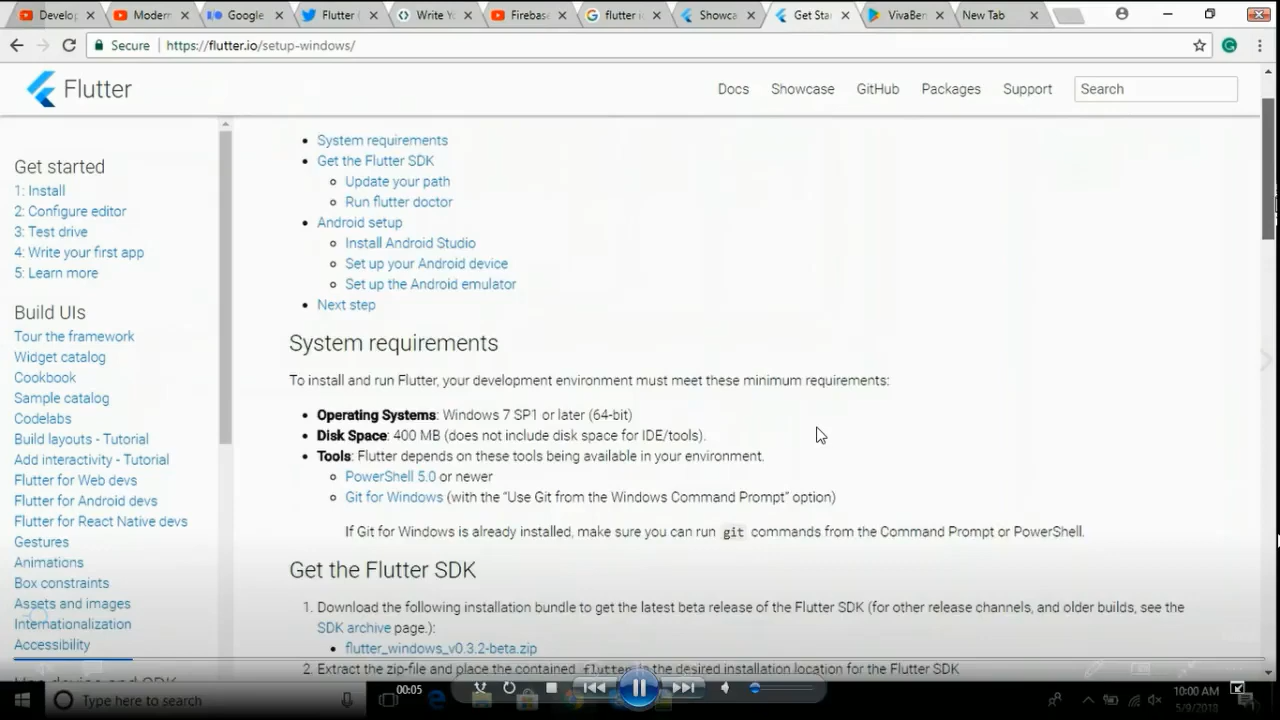 Develo
Modern
Google
Flutter (
Write Yo
Firebase
flutter i
Showca
Get Sta
VivaBer
New Tab
Secure
https://flutter.io/setup-windows/
Flutter
Docs
Showcase
GitHub
Packages
Support
Search
Get started
1: Install
2: Configure editor
3: Test drive
4: Write your first app
5: Learn more
Build UIs
Tour the framework
Widget catalog
Cookbook
Sample catalog
Codelabs
Build layouts - Tutorial
Add interactivity - Tutorial
Flutter for Web devs
Flutter for Android devs
Flutter for React Native devs
Gestures
Animations
Box constraints
Assets and images
Internationalization
Accessibility
System requirements
Get the Flutter SDK
Update your path
Run flutter doctor
Android setup
Install Android Studio
Set up your Android device
Set up the Android emulator
Next step
System requirements
To install and run Flutter, your development environment must meet these minimum requirements:
Operating Systems: Windows 7 SP1 or later (64-bit)
Disk Space: 400 MB (does not include disk space for IDE/tools).
Tools: Flutter depends on these tools being available in your environment.
PowerShell 5.0 or newer
Git for Windows (with the “Use Git from the Windows Command Prompt” option)
If Git for Windows is already installed, make sure you can run git commands from the Command Prompt or PowerShell.
Get the Flutter SDK
1. Download the following installation bundle to get the latest beta release of the Flutter SDK (for other release channels, and older builds, see the
SDK archive page.):
flutter_windows_v0.3.2-beta.zip
2. Extract the zip-file and place the contained flutter in the desired installation location for the Flutter SDK
Type here to search
00:05
10:00 AM
5/9/2018